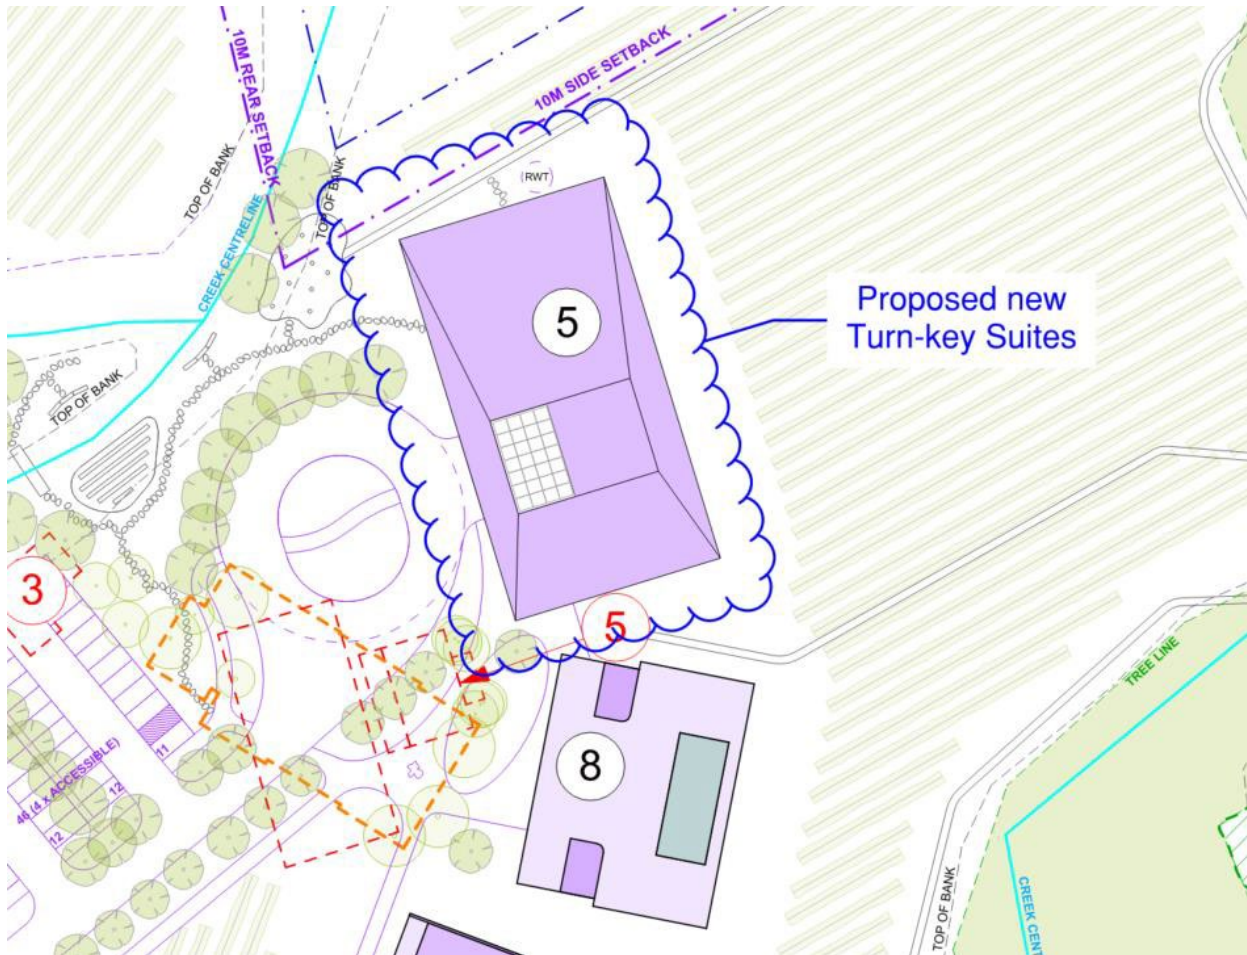 10M REAR SETBACK
10M SIDE SETBACK
TOP OF BANK
TOP OF BANK
RWT
CREEK CENTRELINE
5
Proposed new
Turn-key Suites
TOP OF BANK
3
5
TREE LINE
8
11
46 (4 x ACCESSIBLE)
12
12
CREEK CENT
TOP OF BANK